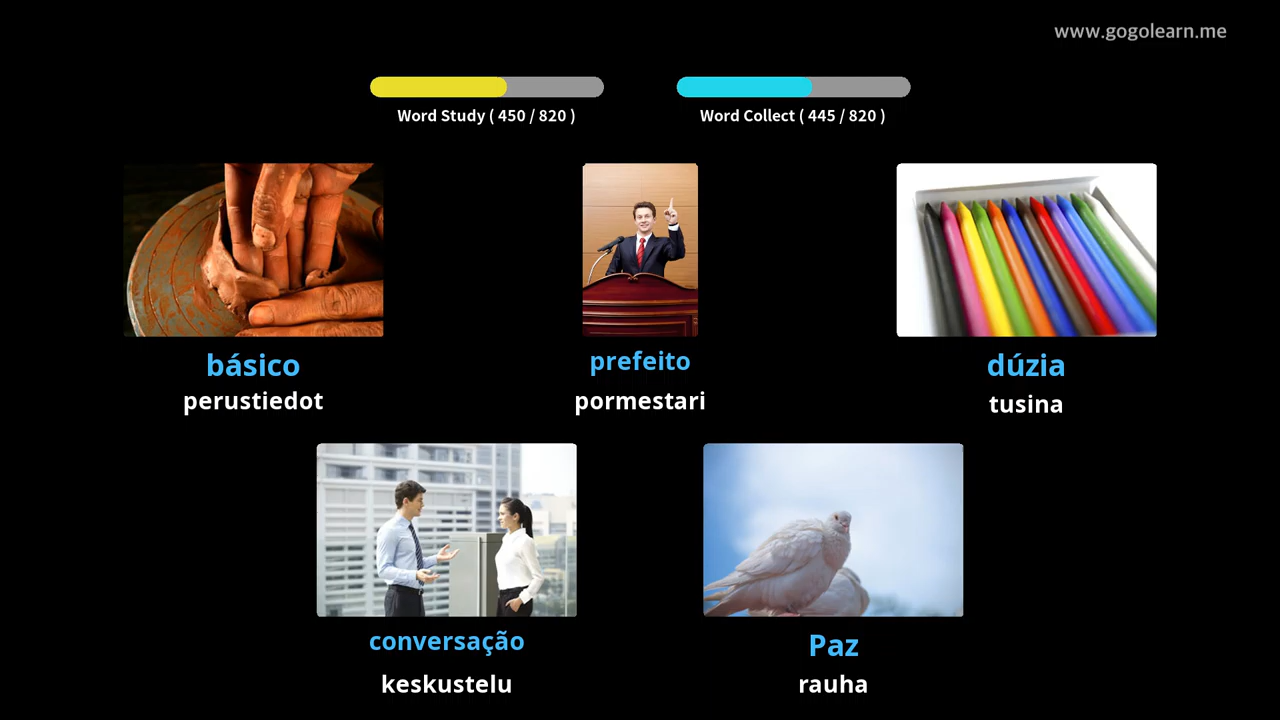 www.gogolearn.me
Word Study ( 450 / 820 )
Word Collect ( 445 / 820 )
básico
perustiedot
prefeito
pormestari
dúzia
tusina
conversação
keskustelu
Paz
rauha